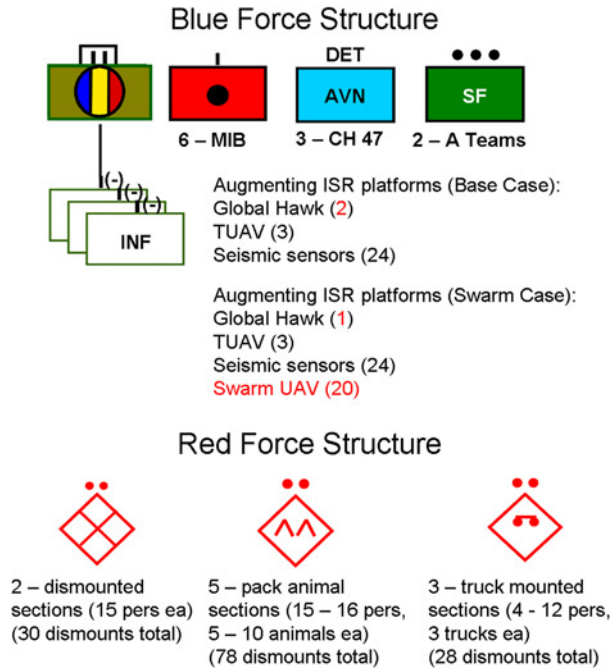 Blue Force Structure
DET
AVN
SF
6 – MIB
3 – CH 47
2 – A Teams
(-)
(-)
(-)
INF
Augmenting ISR platforms (Base Case):
Global Hawk (2)
TUAV (3)
Seismic sensors (24)
Augmenting ISR platforms (Swarm Case):
Global Hawk (1)
TUAV (3)
Seismic sensors (24)
Swarm UAV (20)
Red Force Structure
2 – dismounted
sections (15 pers ea)
(30 dismounts total)
5 – pack animal
sections (15 – 16 pers,
5 – 10 animals ea)
(78 dismounts total)
3 – truck mounted
sections (4 - 12 pers,
3 trucks ea)
(28 dismounts total)